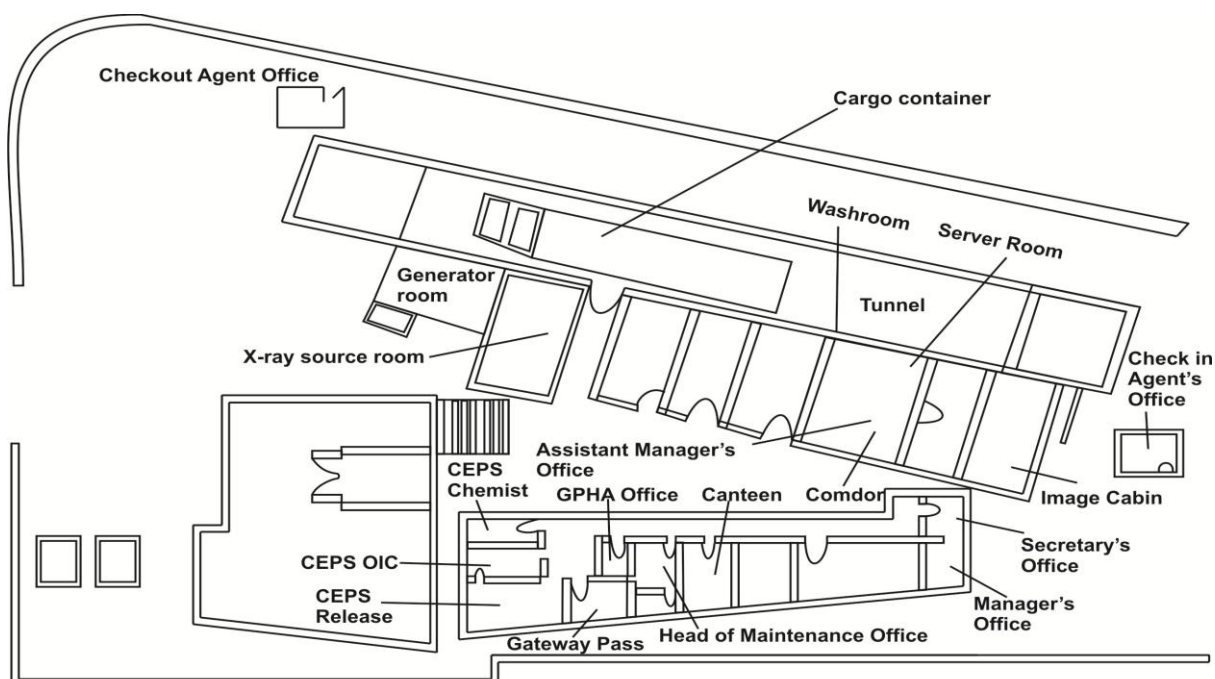 Checkout Agent Office
Cargo container
Washroom
Server Room
Generator
room
Tunnel
X-ray source room
Check in
Agent's
Office
Assistant Manager's
Office
CEPS
Chemist
GPHA Office
Canteen
Comdor
Image Cabin
CEPS OIC
Secretary's
Office
CEPS
Release
Manager's
Office
Gateway Pass
Head of Maintenance Office